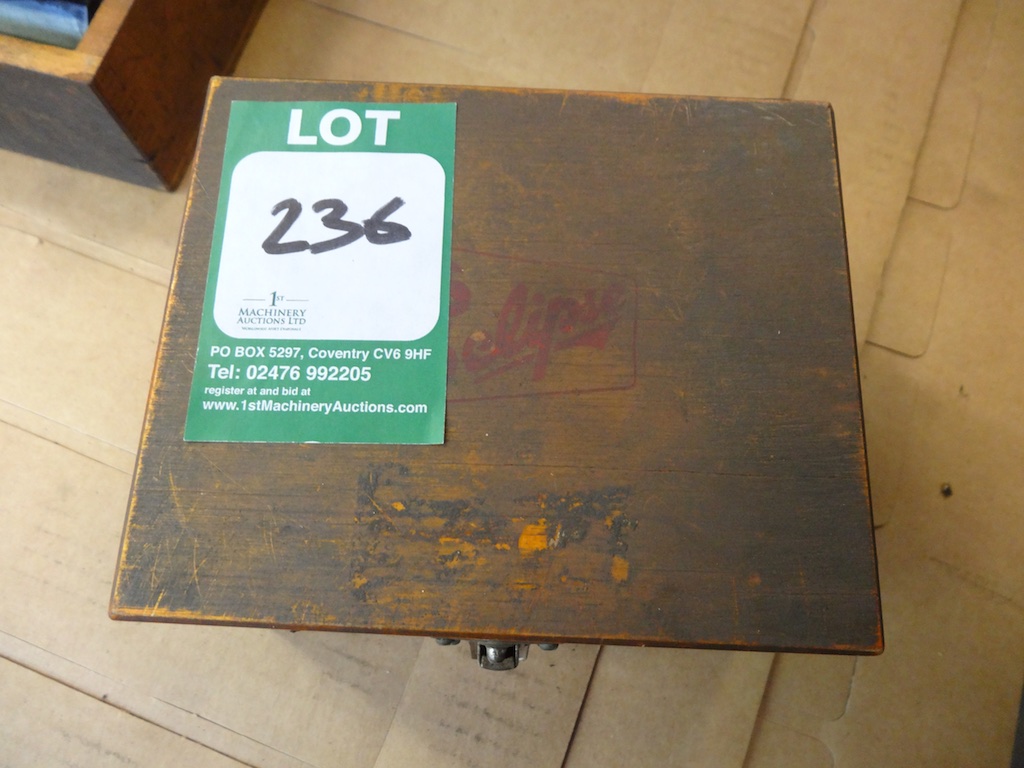 LOT
236
1ST
MACHINERY
AUCTIONS LTD
PO BOX 5297, Coventry CV6 9HF
Tel: 02476 992205
register at and bid at
www.1stMachineryAuctions.com
Eclipse